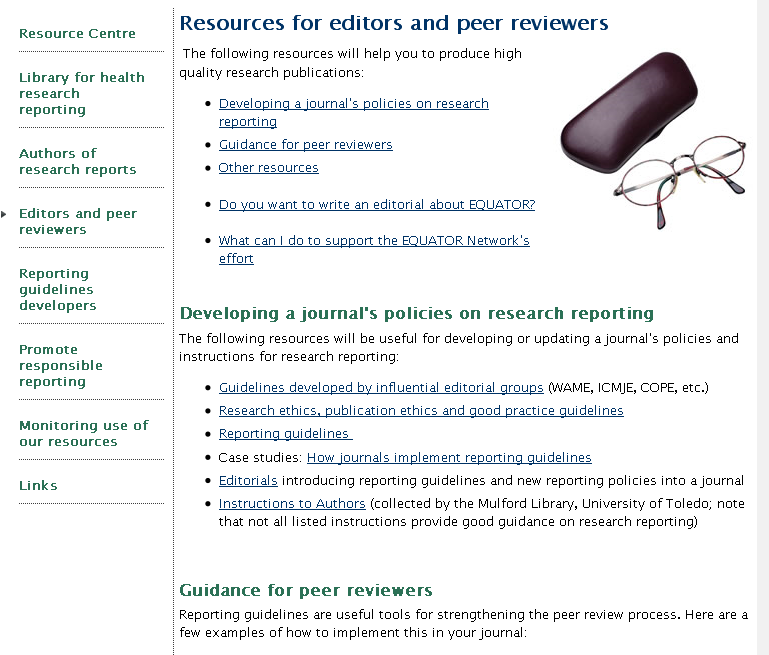 Resource Centre
Library for health
research
reporting
Authors of
research reports
Editors and peer
reviewers
Reporting
guidelines
developers
Promote
responsible
reporting
Monitoring use of
our resources
Links
Resources for editors and peer reviewers
The following resources will help you to produce high
quality research publications:
Developing a journal's policies on research
reporting
Guidance for peer reviewers
Other resources
Do you want to write an editorial about EQUATOR?
What can I do to support the EQUATOR Network's
effort
Developing a journal's policies on research reporting
The following resources will be useful for developing or updating a journal's policies and
instructions for research reporting:
Guidelines developed by influential editorial groups (WAME, ICMJE, COPE, etc.)
Research ethics, publication ethics and good practice guidelines
Reporting guidelines
Case studies: How journals implement reporting guidelines
Editorials introducing reporting guidelines and new reporting policies into a journal
Instructions to Authors (collected by the Mulford Library, University of Toledo; note
that not all listed instructions provide good guidance on research reporting)
Guidance for peer reviewers
Reporting guidelines are useful tools for strengthening the peer review process. Here are a
few examples of how to implement this in your journal: